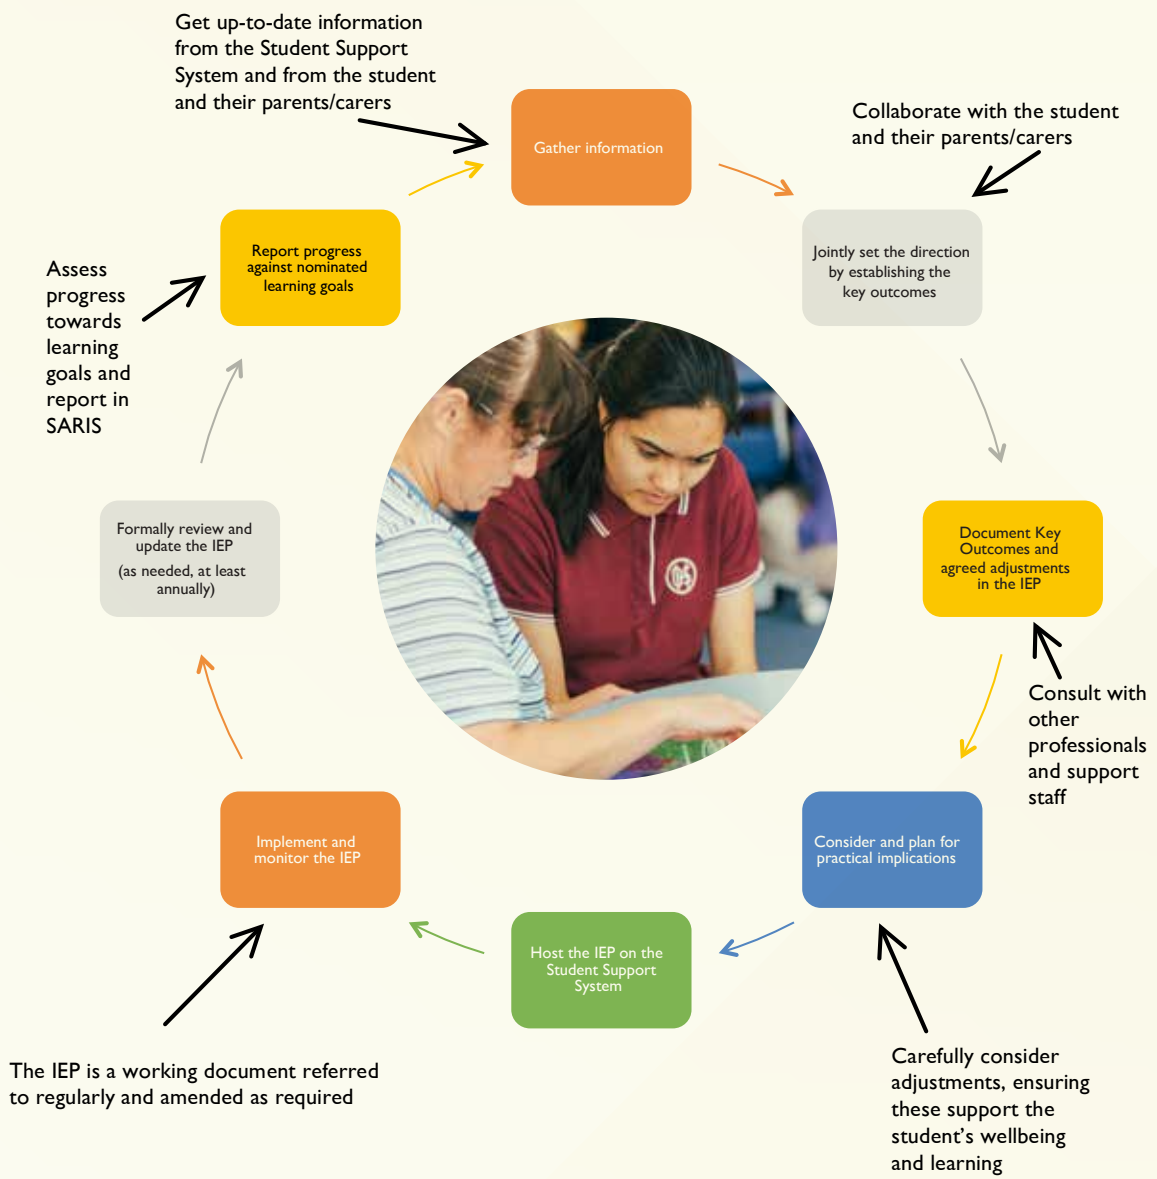 Get up-to-date information
from the Student Support
System and from the student
and their parents/carers
Gather information
Collaborate with the student
and their parents/carers
Jointly set the direction
by establishing the
key outcomes
Document Key
Outcomes and
agreed adjustments
in the IEP
Consult with
other
professionals
and support
staff
Consider and plan for
practical implications
Carefully consider
adjustments, ensuring
these support the
student’s wellbeing
and learning
Host the IEP on the
Student Support
System
Implement and
monitor the IEP
The IEP is a working document referred
to regularly and amended as required
Formally review and
update the IEP
(as needed, at least
annually)
Report progress
against nominated
learning goals
Assess
progress
towards
learning
goals and
report in
SARIS